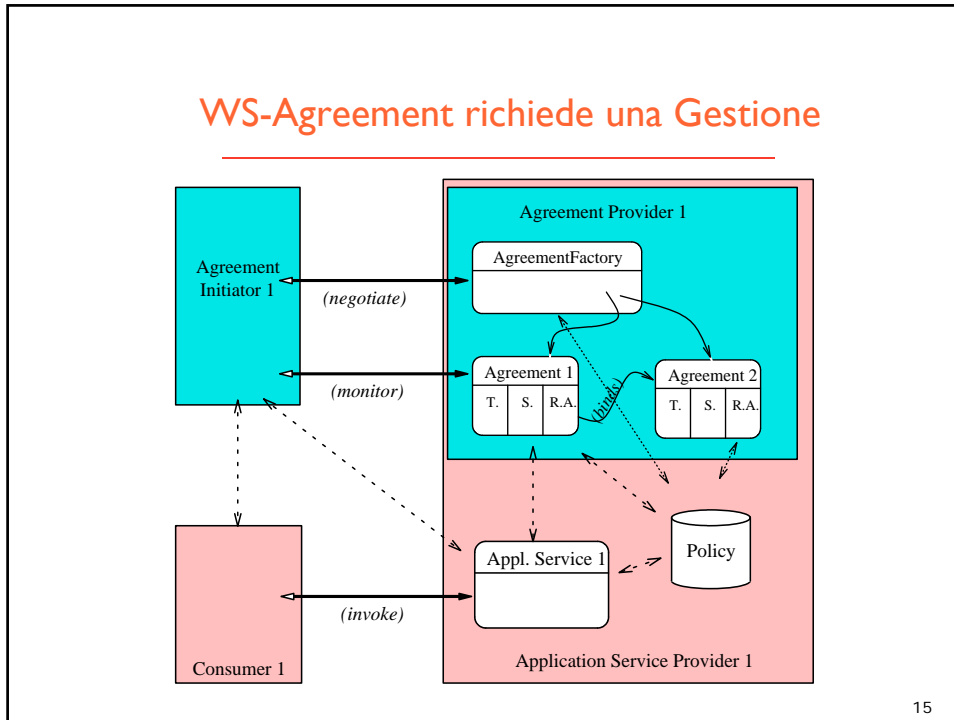 WS-Agreement richiede una Gestione
Agreement Provider 1
AgreementFactory
Agreement
Initiator 1
(negotiate)
Agreement 1
T. S. R.A.
(binds)
Agreement 2
T. S. R.A.
(monitor)
Appl. Service 1
Policy
(invoke)
Consumer 1
Application Service Provider 1
15